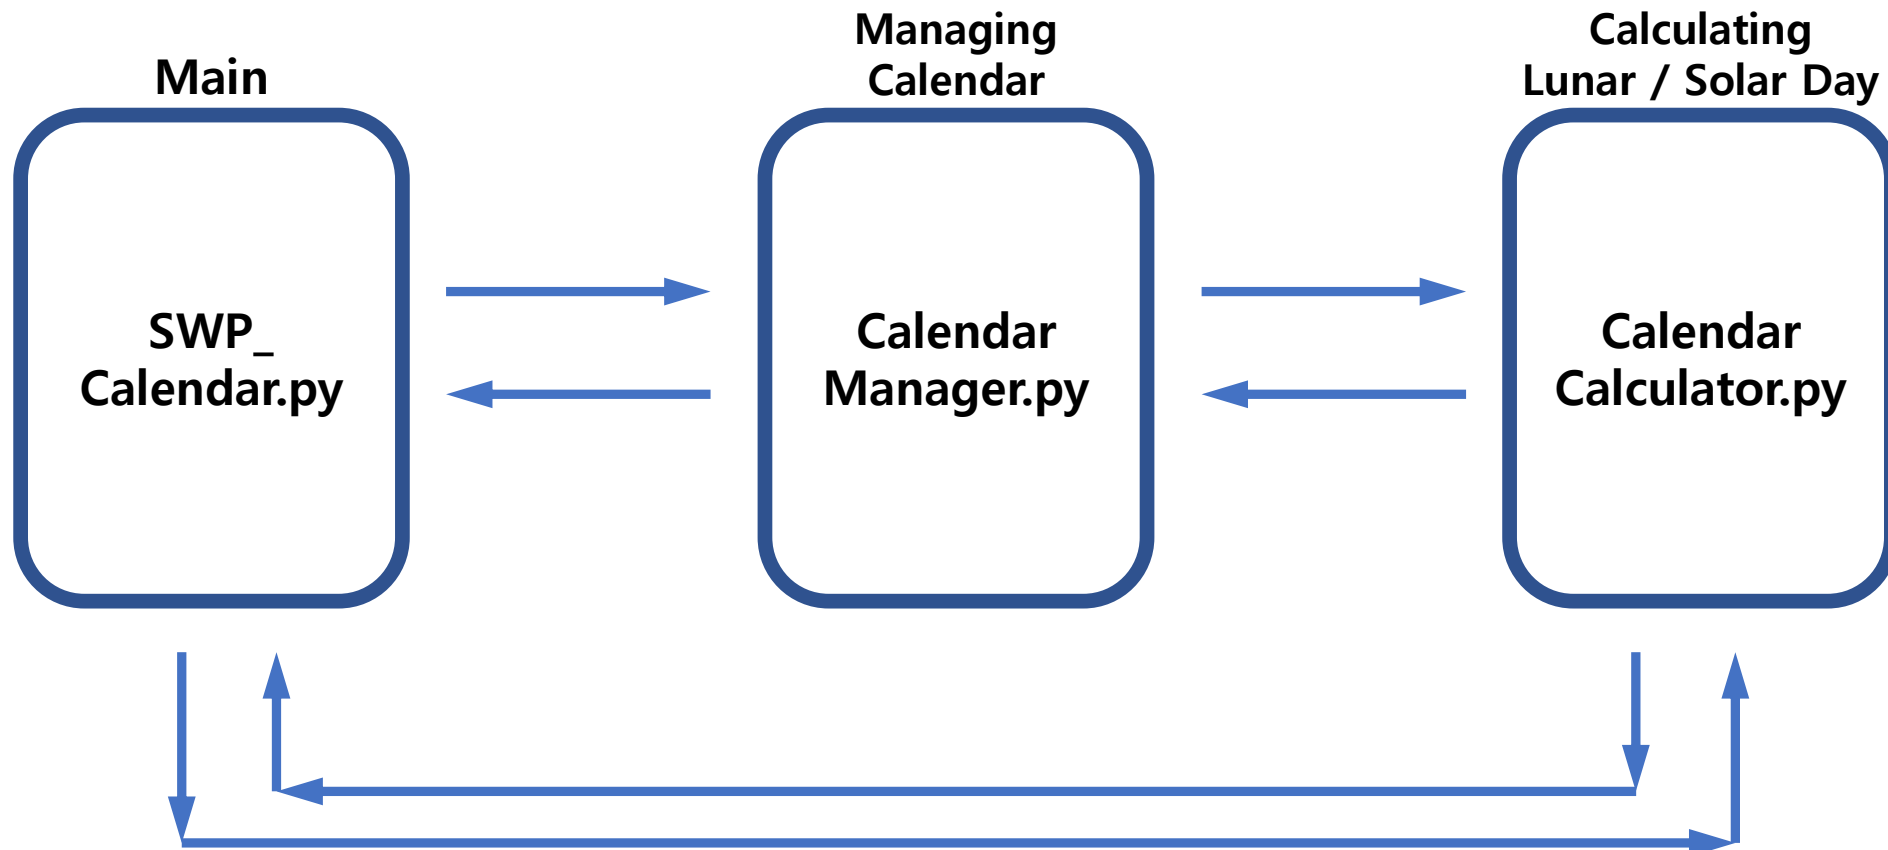 Main
Managing
Calendar
Calculating
Lunar / Solar Day
SWP_
Calendar.py
Calendar
Manager.py
Calendar
Calculator.py